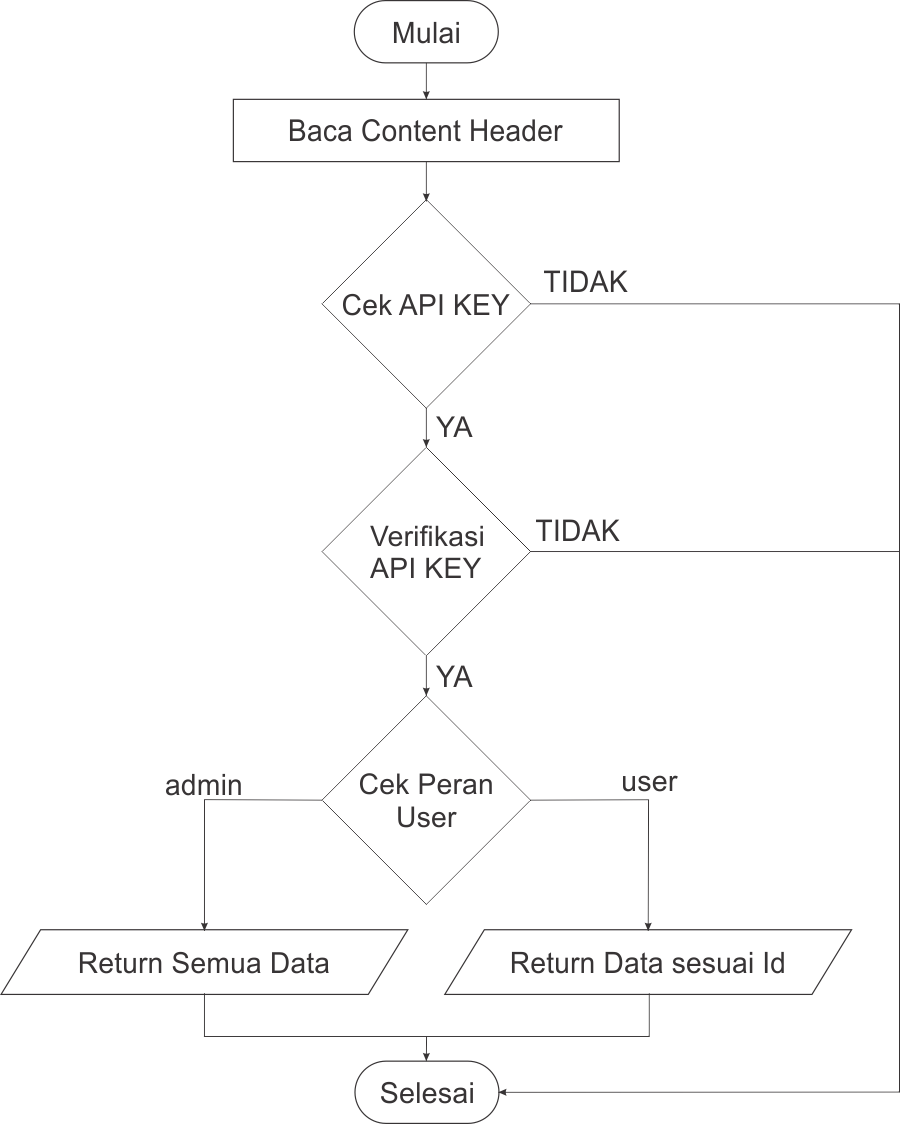 Mulai
Baca Content Header
Cek API KEY
TIDAK
YA
Verifikasi
API KEY
TIDAK
YA
Cek Peran
User
admin
user
Return Semua Data
Return Data sesuai Id
Selesai